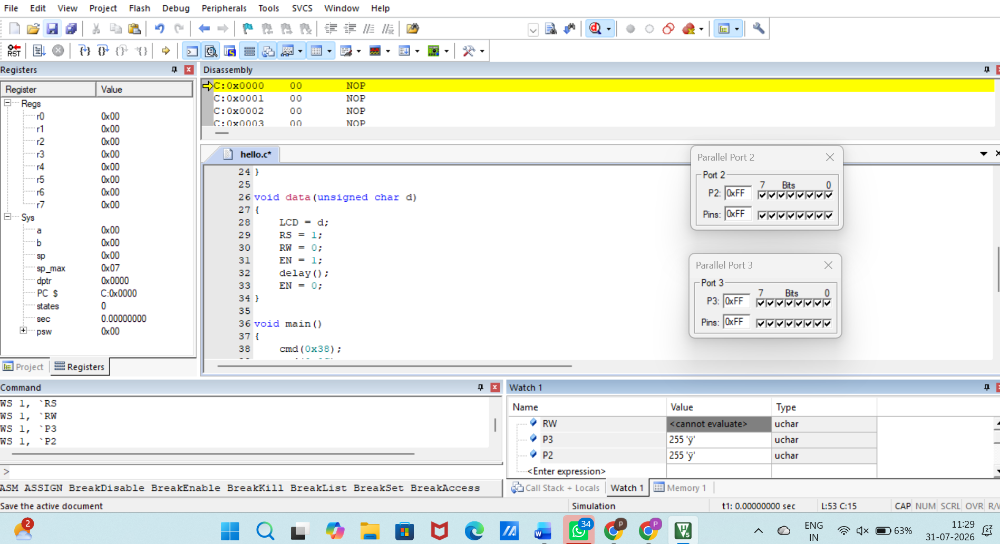 File Edit View Project Flash Debug Peripherals Tools SVCS Window Help
RST
Registers
Register Value
Regs
r0 0x00
r1 0x00
r2 0x00
r3 0x00
r4 0x00
r5 0x00
r6 0x00
r7 0x00
Sys
a 0x00
b 0x00
sp 0x00
sp_max 0x07
dptr 0x0000
PC $ C:0x0000
states 0
sec 0.00000000
psw 0x00
Project Registers
Disassembly
C:0x0000 00 NOP
C:0x0001 00 NOP
C:0x0002 00 NOP
C:0x0003 00 NOP
hello.c*
24 }
25
26 void data(unsigned char d)
27 {
28 LCD = d;
29 RS = 1;
30 RW = 0;
31 EN = 1;
32 delay();
33 EN = 0;
34 }
35
36 void main()
37 {
38 cmd(0x38);
Parallel Port 2
Port 2
7 Bits 0
P2: 0xFF
Pins: 0xFF
Parallel Port 3
Port 3
7 Bits 0
P3: 0xFF
Pins: 0xFF
Command
WS 1, `RS
WS 1, `RW
WS 1, `P3
WS 1, `P2
>
ASM ASSIGN BreakDisable BreakEnable BreakKill BreakList BreakSet BreakAccess
Watch 1
Name Value Type
RW <cannot evaluate> uchar
P3 255 'ÿ' uchar
P2 255 'ÿ' uchar
<Enter expression>
Call Stack + Locals Watch 1 Memory 1
Save the active document Simulation t1: 0.00000000 sec L:53 C:15 CAP NUM SCRL OVR R/
2
34
P
P
ENG
IN
63%
11:29
31-07-2026